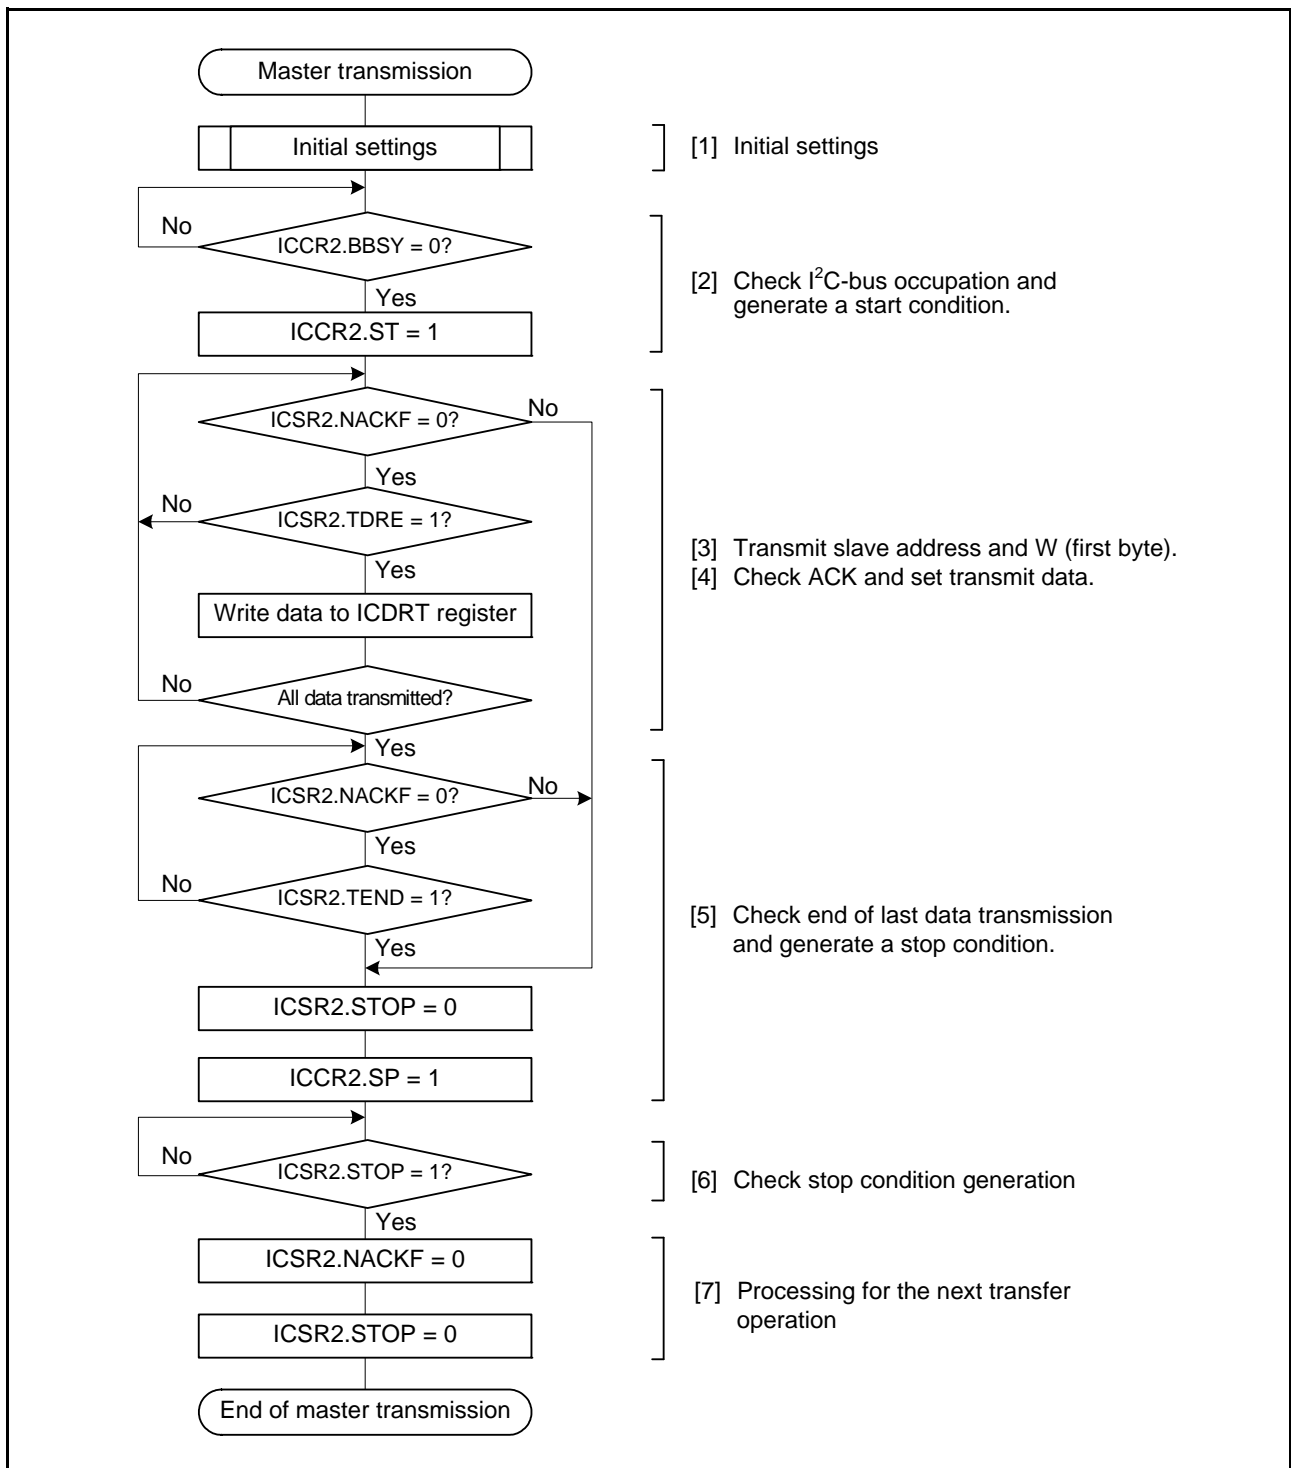 Master transmission
Initial settings
[1] Initial settings
No
ICCR2.BBSY = 0?
Yes
[2] Check I²C-bus occupation and
generate a start condition.
ICCR2.ST = 1
ICSR2.NACKF = 0?
No
Yes
No
ICSR2.TDRE = 1?
Yes
[3] Transmit slave address and W (first byte).
[4] Check ACK and set transmit data.
Write data to ICDRT register
No
All data transmitted?
Yes
ICSR2.NACKF = 0?
No
Yes
No
ICSR2.TEND = 1?
Yes
[5] Check end of last data transmission
and generate a stop condition.
ICSR2.STOP = 0
ICCR2.SP = 1
No
ICSR2.STOP = 1?
Yes
[6] Check stop condition generation
ICSR2.NACKF = 0
[7] Processing for the next transfer
operation
ICSR2.STOP = 0
End of master transmission